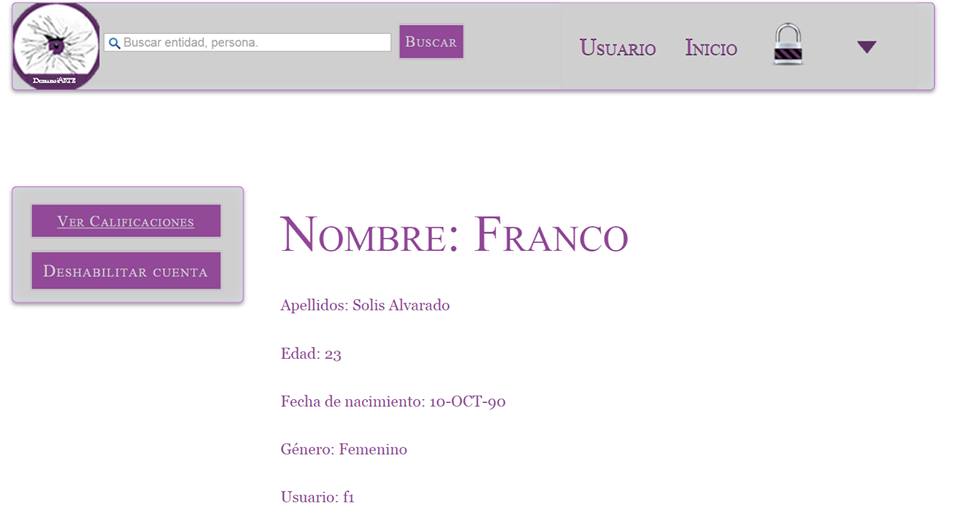 Buscar entidad, persona.
Buscar
Usuario
Inicio
Ver Calificaciones
Deshabilitar cuenta
Nombre: Franco
Apellidos: Solis Alvarado
Edad: 23
Fecha de nacimiento: 10-OCT-90
Género: Femenino
Usuario: f1